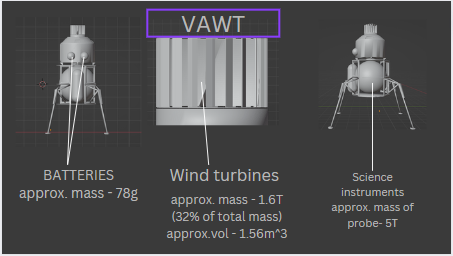 VAWT
BATTERIES
approx. mass - 78g
Wind turbines
approx. mass - 1.6T
(32% of total mass)
approx.vol - 1.56m^3
Science
instruments
approx. mass of
probe- 5T